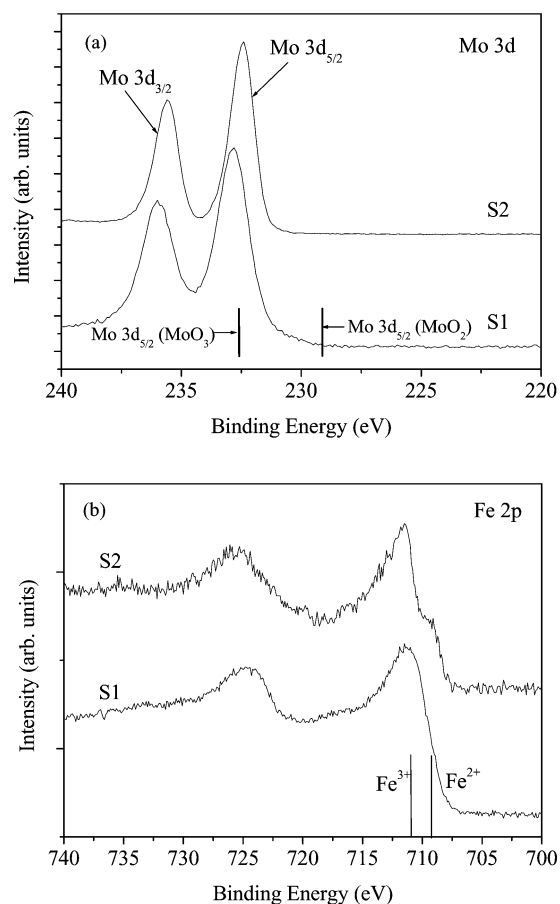 (a)
Mo 3d
Mo 3d5/2
Mo 3d3/2
S2
S1
Mo 3d5/2 (MoO3)
Mo 3d5/2 (MoO2)
Intensity (arb. units)
240 235 230 225 220
Binding Energy (eV)
(b)
Fe 2p
S2
S1
Fe3+
Fe2+
Intensity (arb. units)
740 735 730 725 720 715 710 705 700
Binding Energy (eV)